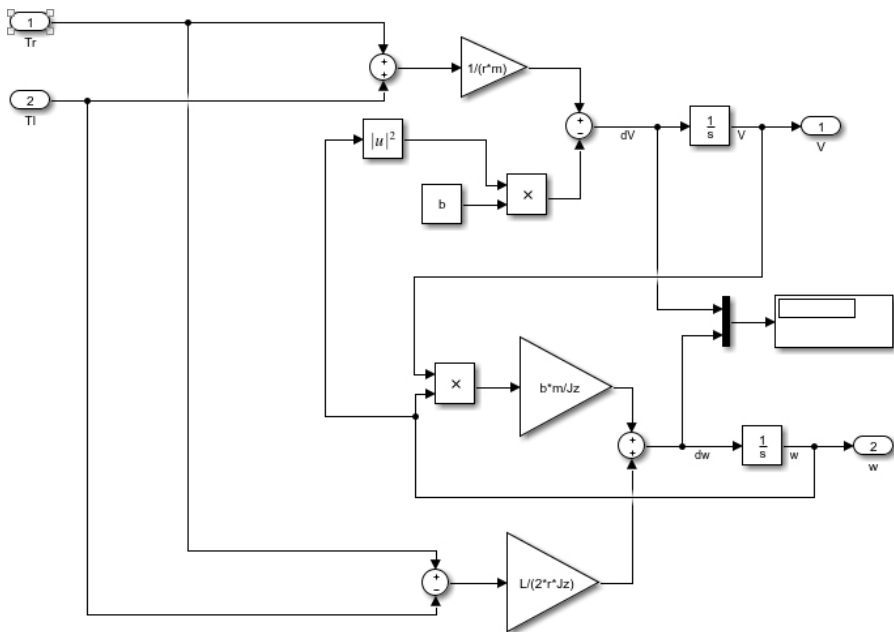 1
Tr
2
Tl
+
+
1/(r*m)
|u|²
b
×
+
−
dV
1
s
V
1
V
×
b*m/Jz
+
+
dw
1
s
w
2
w
+
−
L/(2*r*Jz)